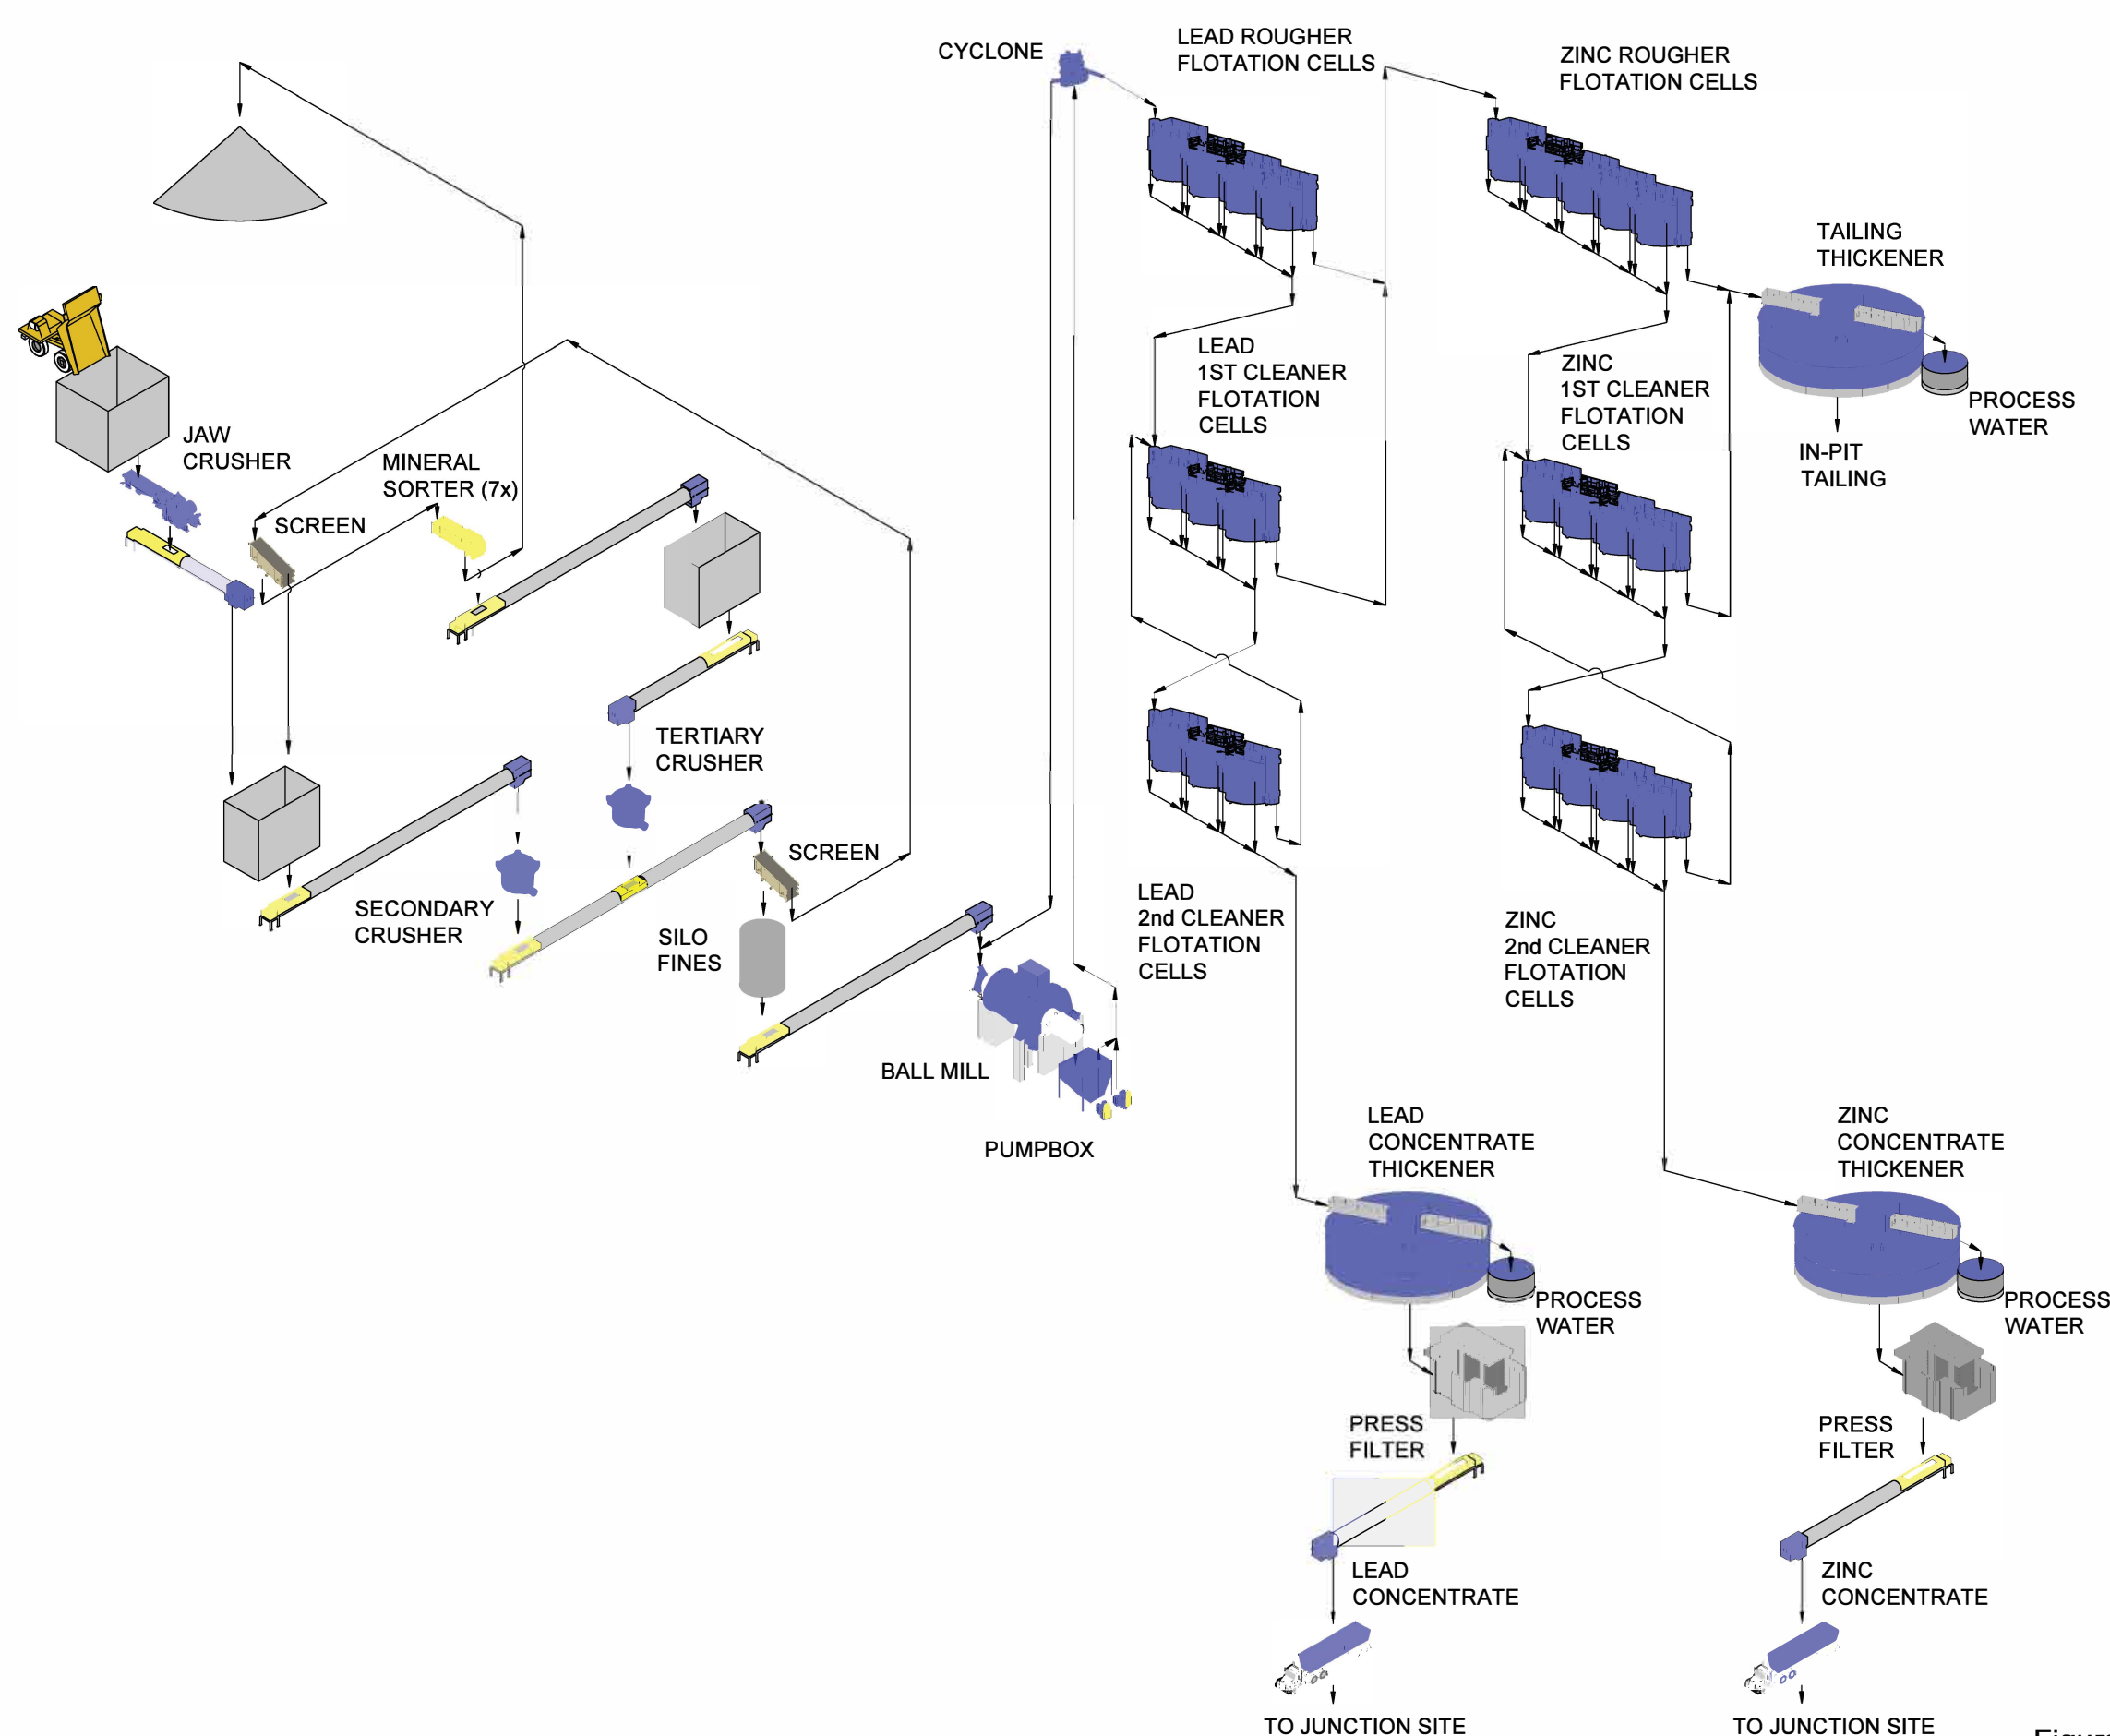 CYCLONE
LEAD ROUGHER
FLOTATION CELLS
ZINC ROUGHER
FLOTATION CELLS
TAILING
THICKENER
PROCESS
WATER
IN-PIT
TAILING
JAW
CRUSHER
MINERAL
SORTER (7x)
SCREEN
LEAD
1ST CLEANER
FLOTATION
CELLS
ZINC
1ST CLEANER
FLOTATION
CELLS
TERTIARY
CRUSHER
SCREEN
SECONDARY
CRUSHER
SILO
FINES
LEAD
2nd CLEANER
FLOTATION
CELLS
ZINC
2nd CLEANER
FLOTATION
CELLS
BALL MILL
PUMPBOX
LEAD
CONCENTRATE
THICKENER
ZINC
CONCENTRATE
THICKENER
PROCESS
WATER
PROCESS
WATER
PRESS
FILTER
PRESS
FILTER
LEAD
CONCENTRATE
ZINC
CONCENTRATE
TO JUNCTION SITE
TO JUNCTION SITE